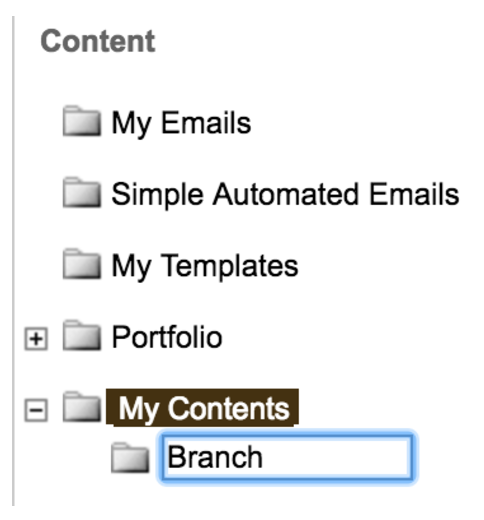 Content
My Emails
Simple Automated Emails
My Templates
Portfolio
My Contents
Branch